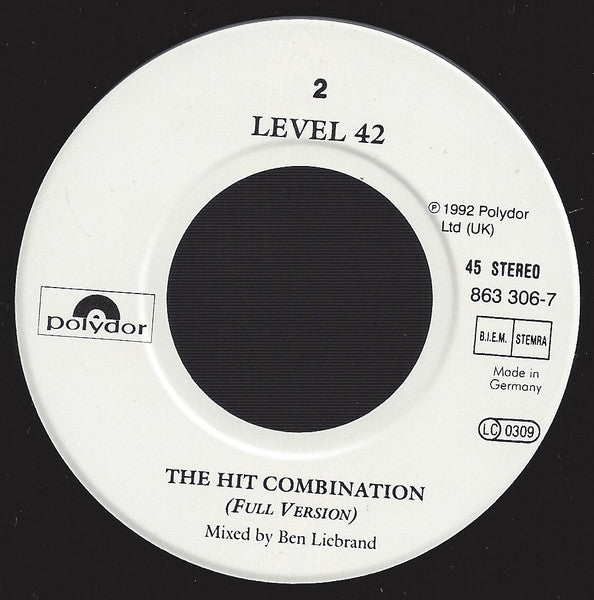 2
LEVEL 42
℗ 1992 Polydor
Ltd (UK)
45 STEREO
863 306-7
B.I.E.M. STEMRA
Made in
Germany
LC 0309
polydor
THE HIT COMBINATION
(FULL VERSION)
Mixed by Ben Liebrand